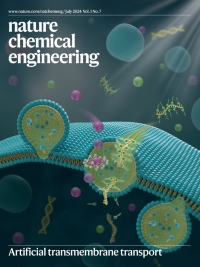 www.nature.com/natchemeng / July 2024 Vol. 1 No. 7
nature
chemical
engineering
Artificial transmembrane transport